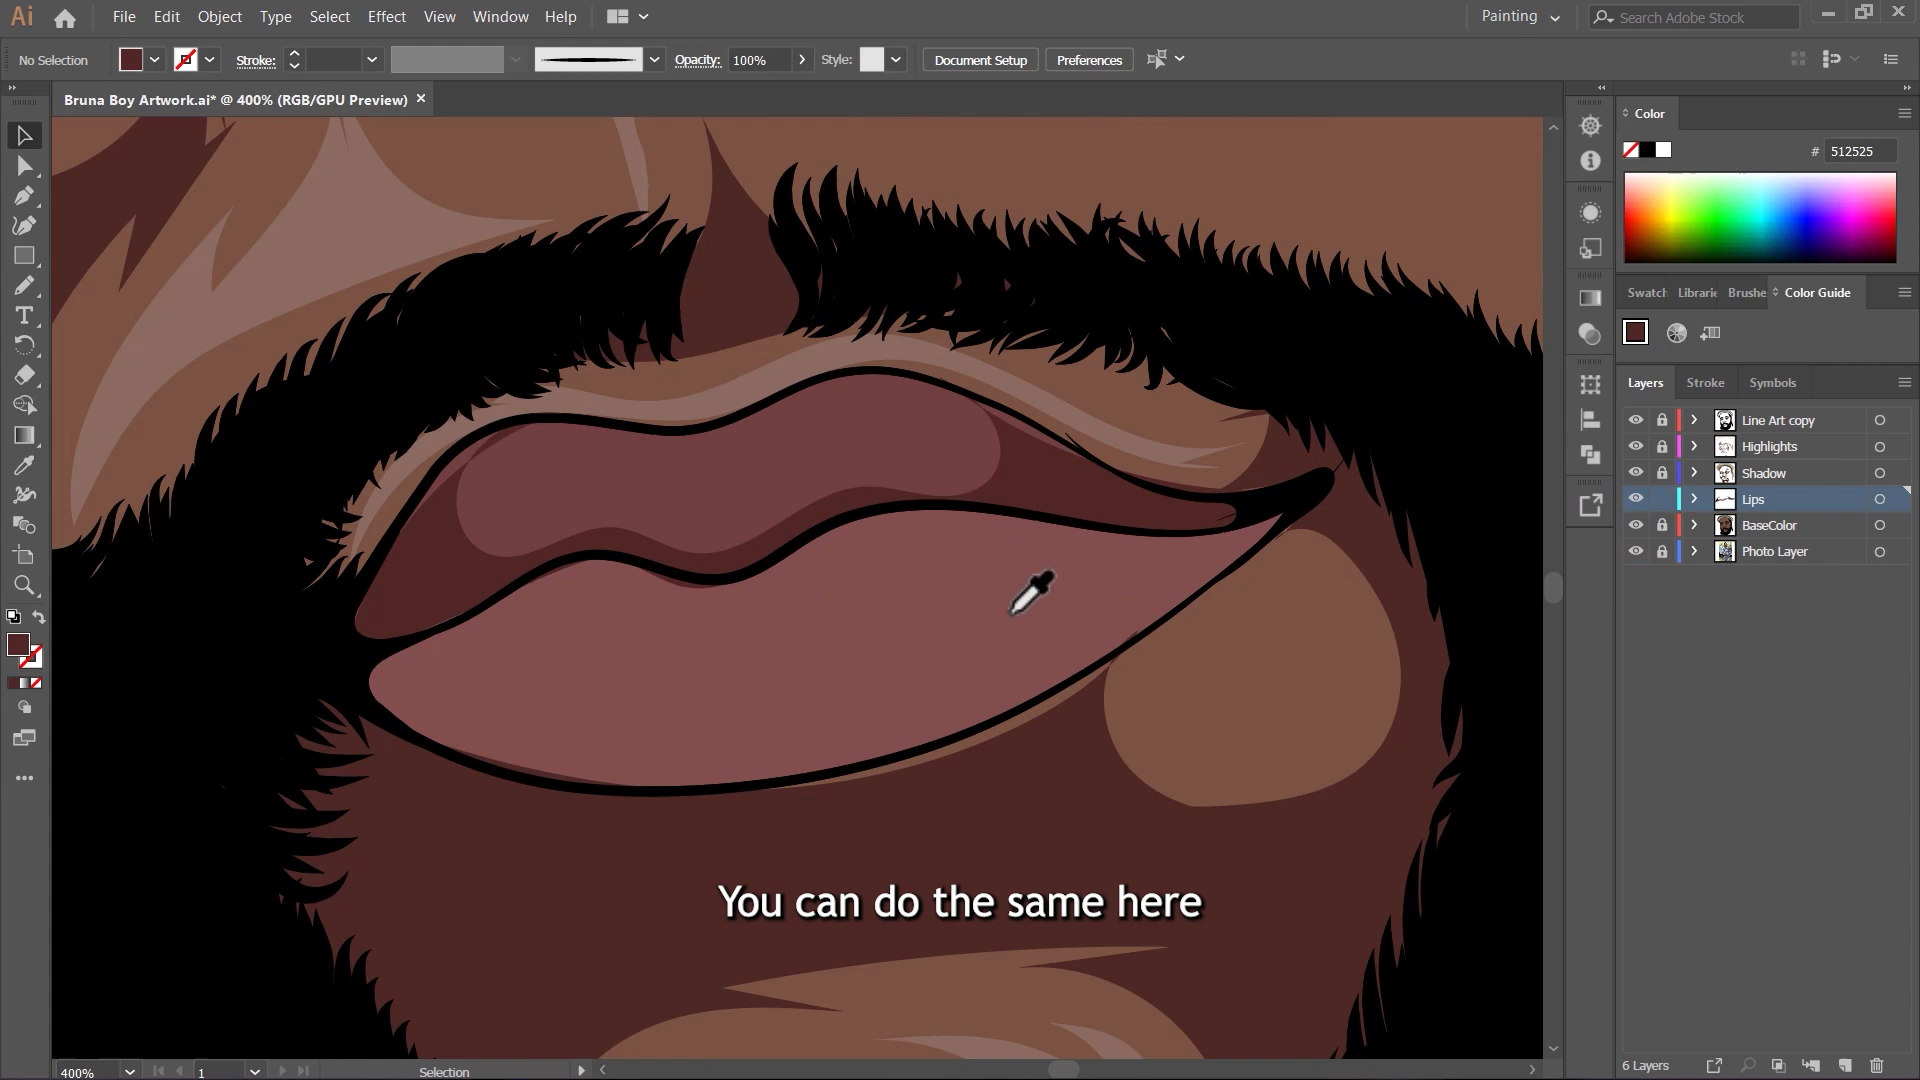 Ai File Edit Object Type Select Effect View Window Help Painting Search Adobe Stock
No Selection Stroke: Opacity: 100% Style: Document Setup Preferences
Bruna Boy Artwork.ai* @ 400% (RGB/GPU Preview) ×
Color
# 512525
Swatch Librarie Brushe Color Guide
Layers Stroke Symbols
Line Art copy
Highlights
Shadow
Lips
BaseColor
Photo Layer
You can do the same here
400% 1 Selection 6 Layers